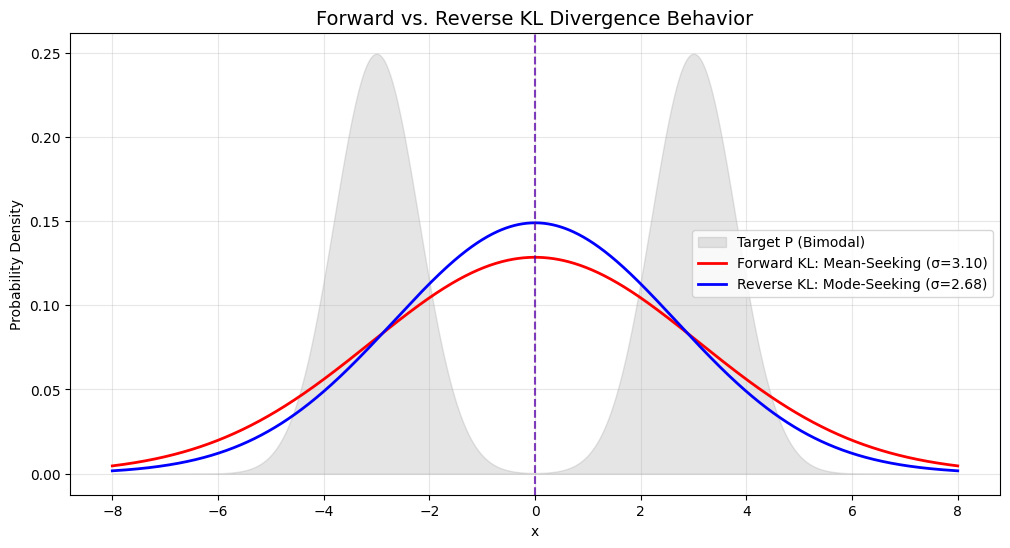 Forward vs. Reverse KL Divergence Behavior
Probability Density
0.25
0.20
0.15
0.10
0.05
0.00
Target P (Bimodal)
Forward KL: Mean-Seeking (σ=3.10)
Reverse KL: Mode-Seeking (σ=2.68)
−8 −6 −4 −2 0 2 4 6 8
x